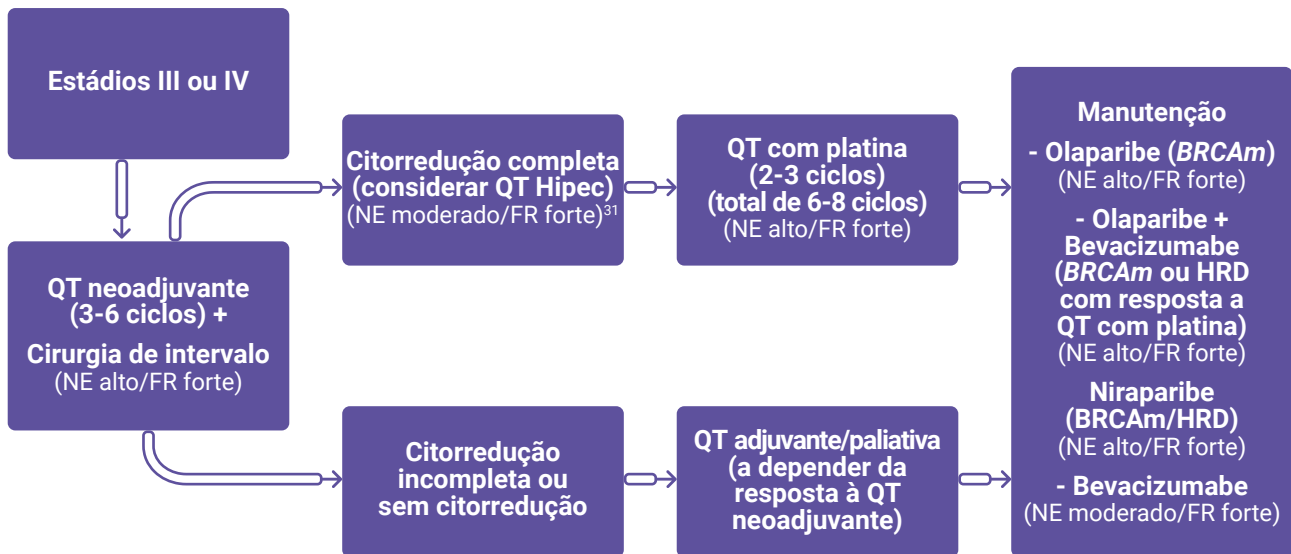 Estádios III ou IV
QT neoadjuvante
(3-6 ciclos) +
Cirurgia de intervalo
(NE alto/FR forte)
Citorredução completa
(considerar QT Hipec)
(NE moderado/FR forte)31
QT com platina
(2-3 ciclos)
(total de 6-8 ciclos)
(NE alto/FR forte)
Citorredução
incompleta ou
sem citorredução
QT adjuvante/paliativa
(a depender da
resposta à QT
neoadjuvante)
Manutenção
- Olaparibe (BRCAm)
(NE alto/FR forte)
- Olaparibe +
Bevacizumabe
(BRCAm ou HRD
com resposta a
QT com platina)
(NE alto/FR forte)
Niraparibe
(BRCAm/HRD)
(NE alto/FR forte)
- Bevacizumabe
(NE moderado/FR forte)